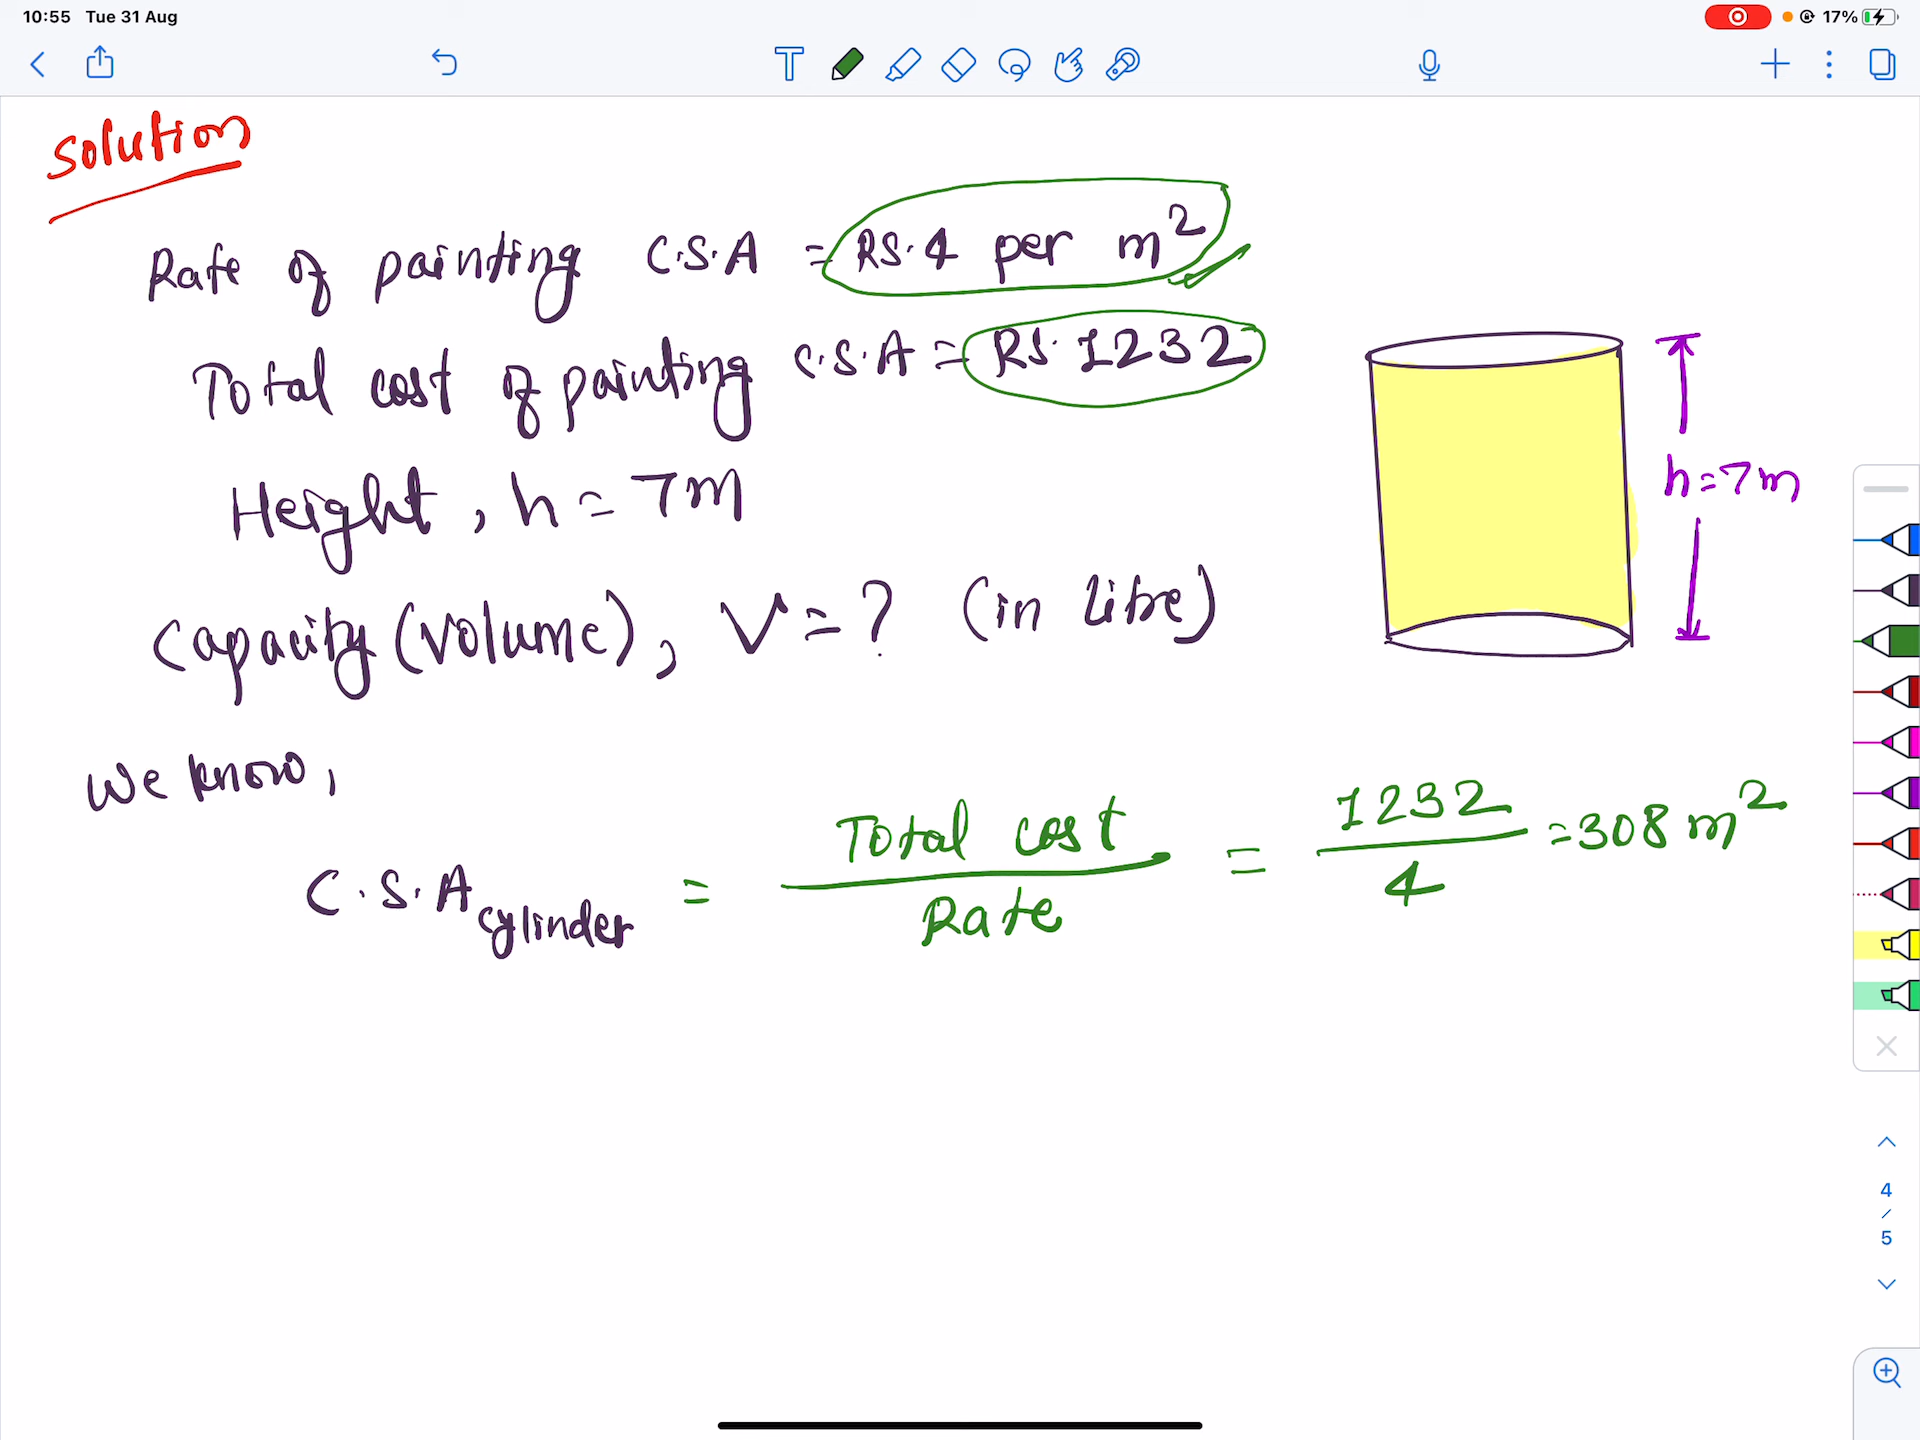 10:55 Tue 31 Aug
17%
T
Solution
Rate of painting C.S.A = RS. 4 per m²
Total cost of painting C.S.A = RS. 1232
Height, h = 7m
h=7m
Capacity (volume), V = ? (in litre)
We know,
C.S.A cylinder = Total cost / Rate = 1232 / 4 = 308 m²
4
/
5